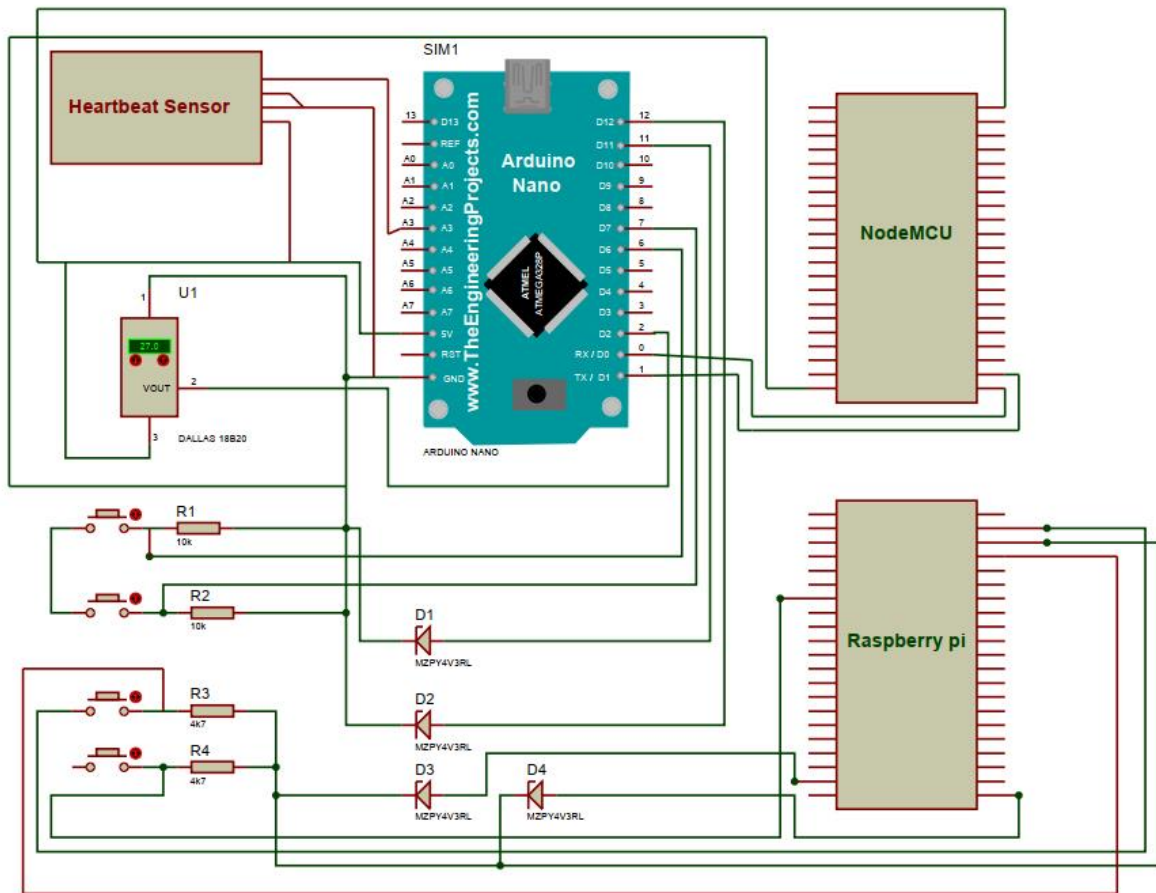 SIM1
Heartbeat Sensor
www.TheEngineeringProjects.com
Arduino
Nano
ATMEL
ATMEGA328P
13 D13
REF
A0 A0
A1 A1
A2 A2
A3 A3
A4 A4
A5 A5
A6 A6
A7 A7
5V
RST
GND
D12 12
D11 11
D10 10
D9 9
D8 8
D7 7
D6 6
D5 5
D4 4
D3 3
D2 2
RX / D0 0
TX / D1 1
ARDUINO NANO
NodeMCU
U1
1
27.0
VOUT 2
3
DALLAS 18B20
R1
10k
R2
10k
D1
MZPY4V3RL
R3
4k7
D2
MZPY4V3RL
R4
4k7
D3
MZPY4V3RL
D4
MZPY4V3RL
Raspberry pi